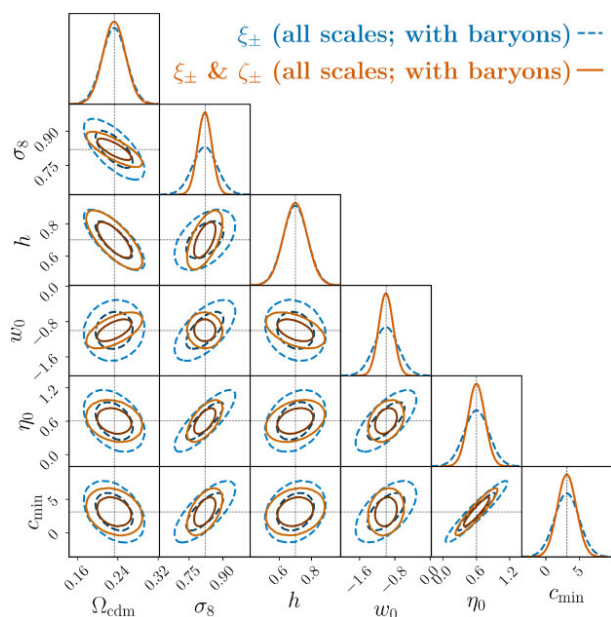 ξ± (all scales; with baryons)
ξ± & ζ± (all scales; with baryons)
σ8
0.90
0.75
h
0.8
0.6
w0
0.0
−0.8
−1.6
η0
1.2
0.6
0.0
cmin
5
0
0.16 0.24 0.32 0.75 0.90 0.6 0.8 −1.6 −0.8 0.0 0.0 0.6 1.2 0 5
Ωcdm σ8 h w0 η0 cmin